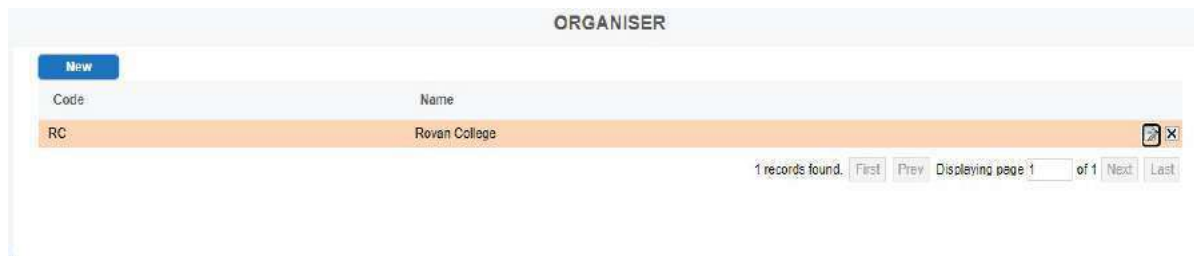 ORGANISER
New
Code Name
RC Rovan College
1 records found. First Prev Displaying page 1 of 1 Next Last